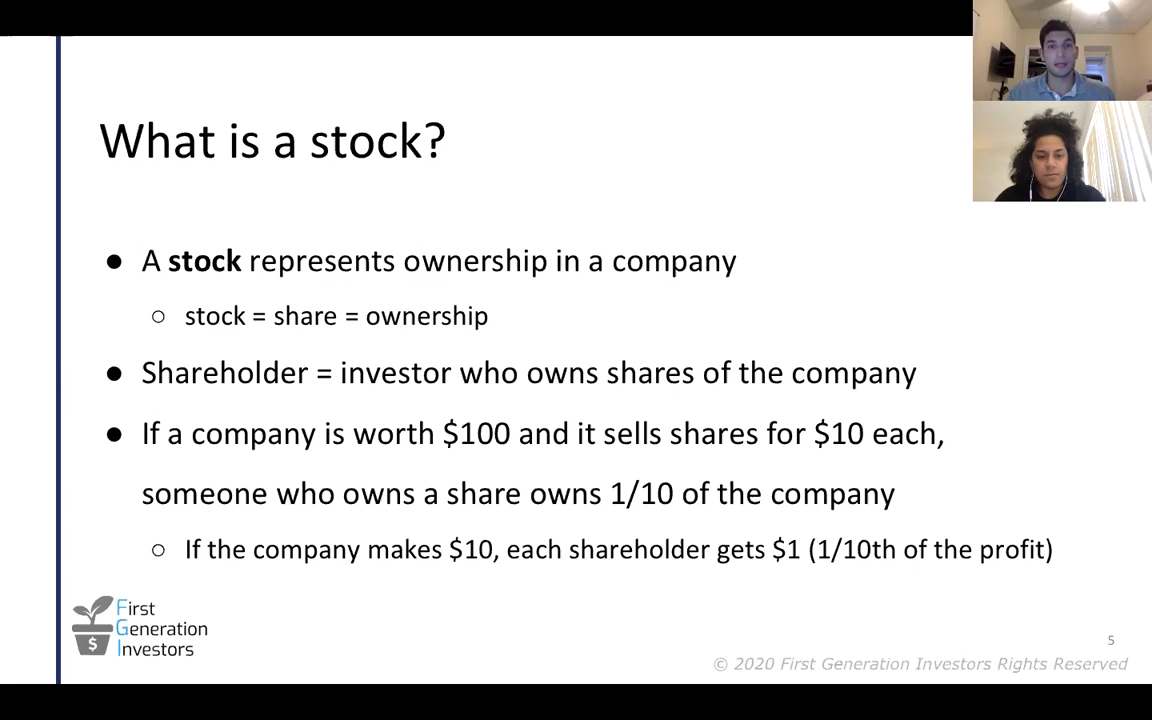 What is a stock?
● A stock represents ownership in a company
○ stock = share = ownership
● Shareholder = investor who owns shares of the company
● If a company is worth $100 and it sells shares for $10 each,
someone who owns a share owns 1/10 of the company
○ If the company makes $10, each shareholder gets $1 (1/10th of the profit)
$
First
Generation
Investors
5
© 2020 First Generation Investors Rights Reserved